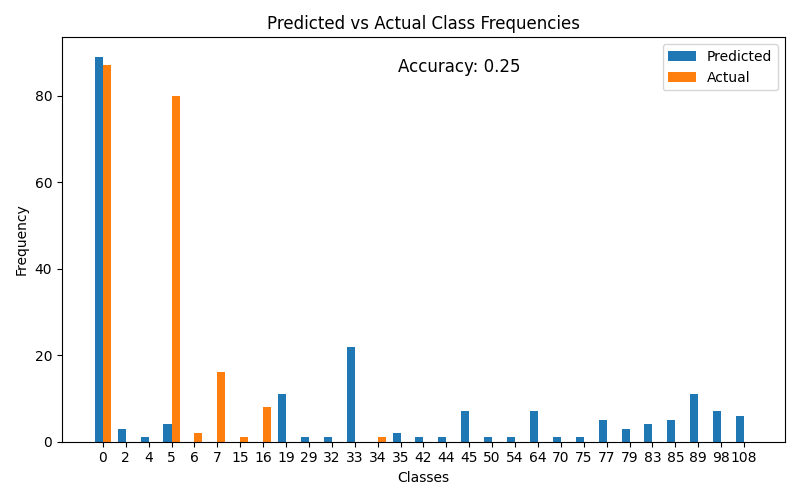 Predicted vs Actual Class Frequencies
Accuracy: 0.25
Predicted
Actual
Frequency
80
60
40
20
0
0 2 4 5 6 7 15 16 19 29 32 33 34 35 42 44 45 50 54 64 70 75 77 79 83 85 89 98 108
Classes